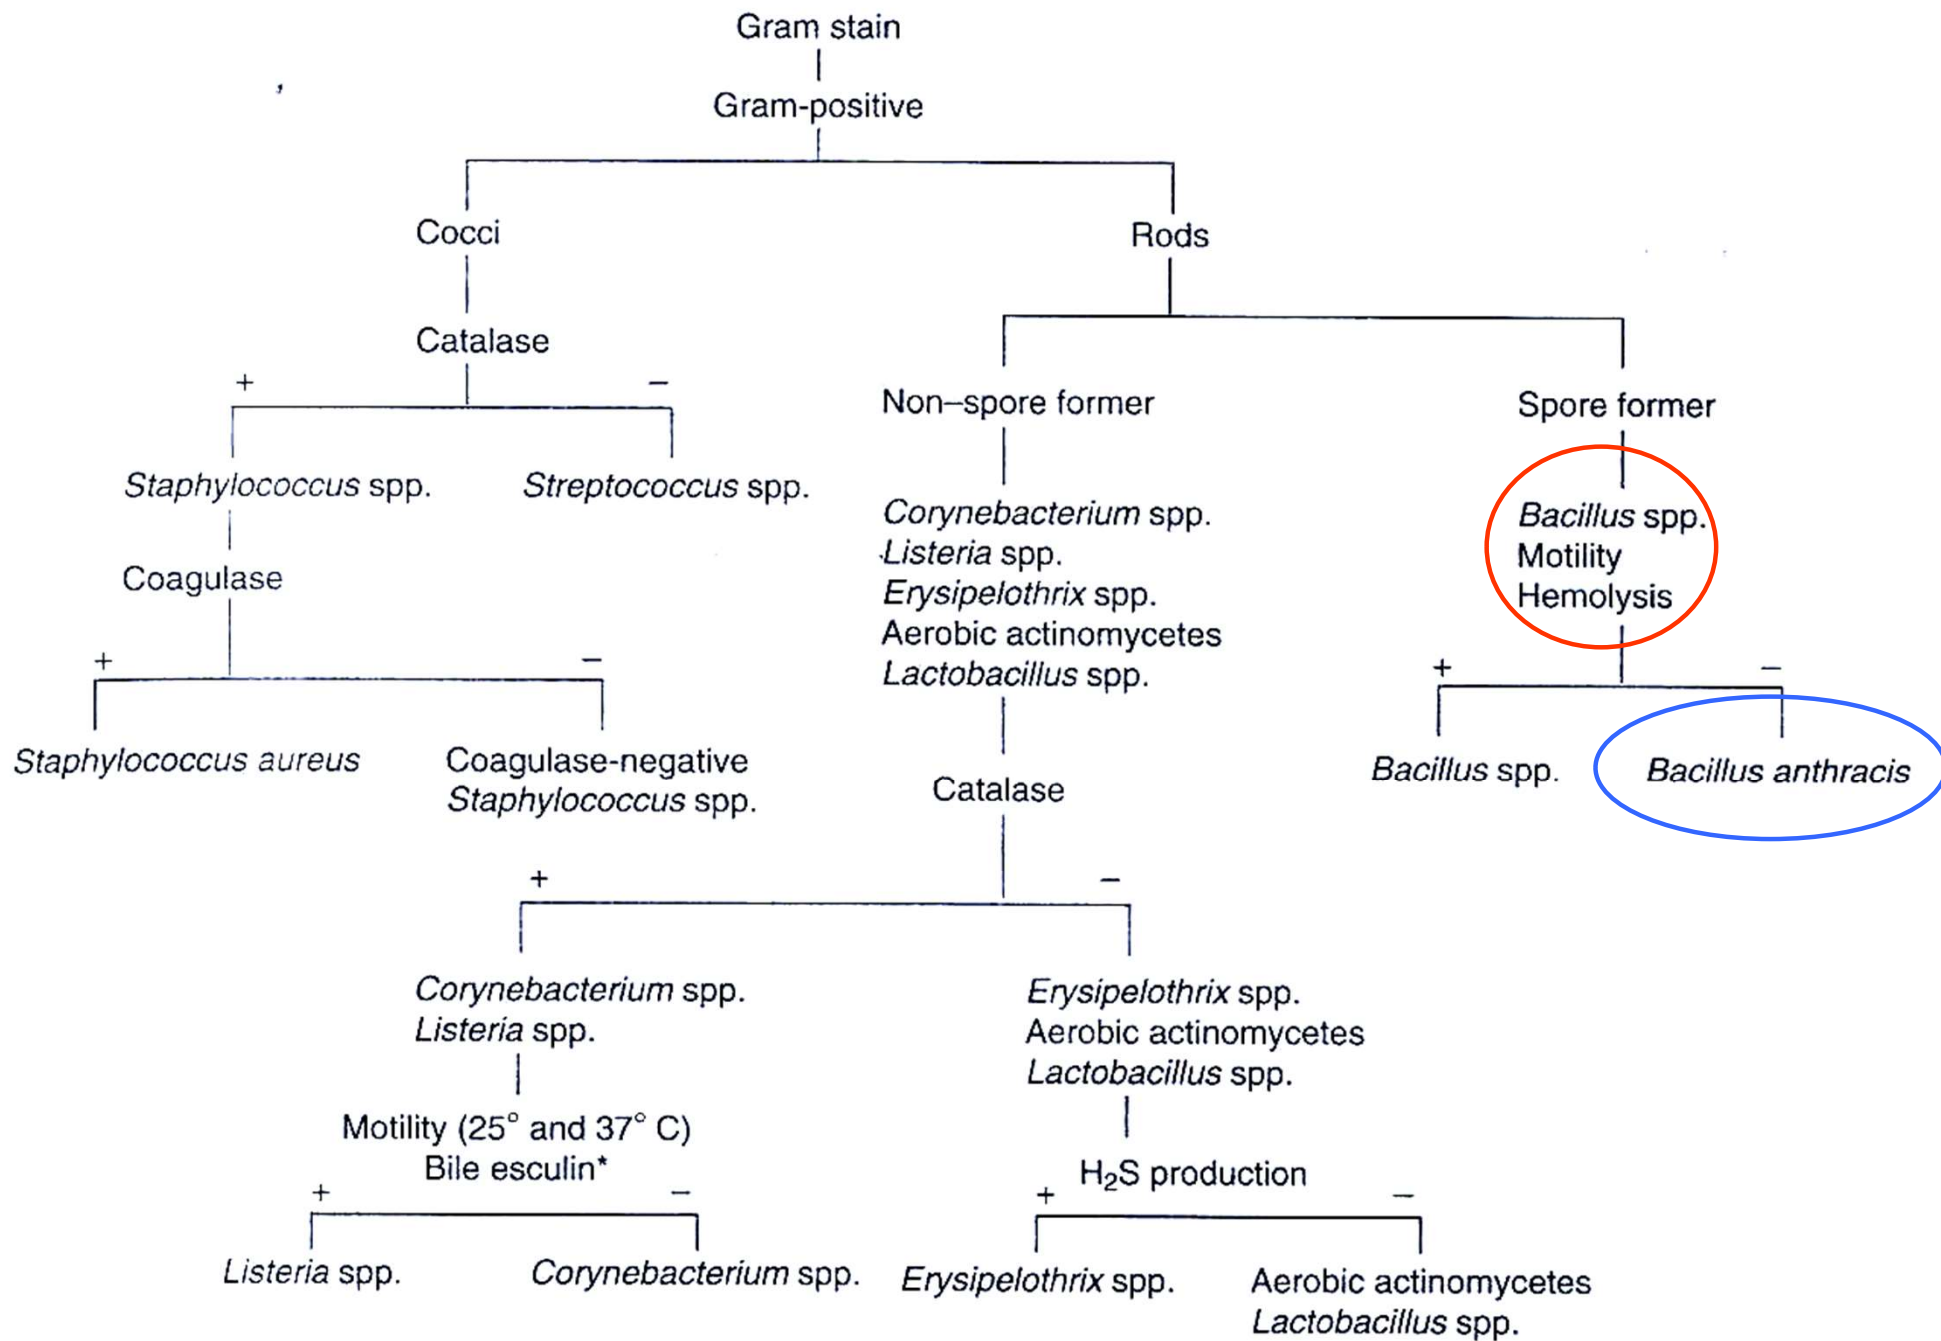 Gram stain
Gram-positive
Cocci
Rods
Catalase
+
−
Non–spore former
Spore former
Staphylococcus spp.
Streptococcus spp.
Corynebacterium spp.
Listeria spp.
Erysipelothrix spp.
Aerobic actinomycetes
Lactobacillus spp.
Bacillus spp.
Motility
Hemolysis
Coagulase
+
−
+
−
Staphylococcus aureus
Coagulase-negative
Staphylococcus spp.
Catalase
Bacillus spp.
Bacillus anthracis
+
−
Corynebacterium spp.
Listeria spp.
Erysipelothrix spp.
Aerobic actinomycetes
Lactobacillus spp.
Motility (25° and 37° C)
Bile esculin*
H₂S production
+
−
+
−
Listeria spp.
Corynebacterium spp.
Erysipelothrix spp.
Aerobic actinomycetes
Lactobacillus spp.